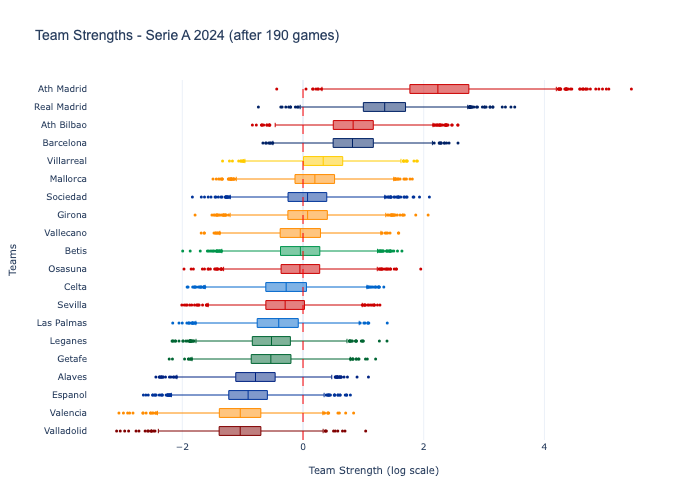 Team Strengths - Serie A 2024 (after 190 games)
Ath Madrid
Real Madrid
Ath Bilbao
Barcelona
Villarreal
Mallorca
Sociedad
Girona
Vallecano
Betis
Osasuna
Celta
Sevilla
Las Palmas
Leganes
Getafe
Alaves
Espanol
Valencia
Valladolid
Teams
−2 0 2 4
Team Strength (log scale)